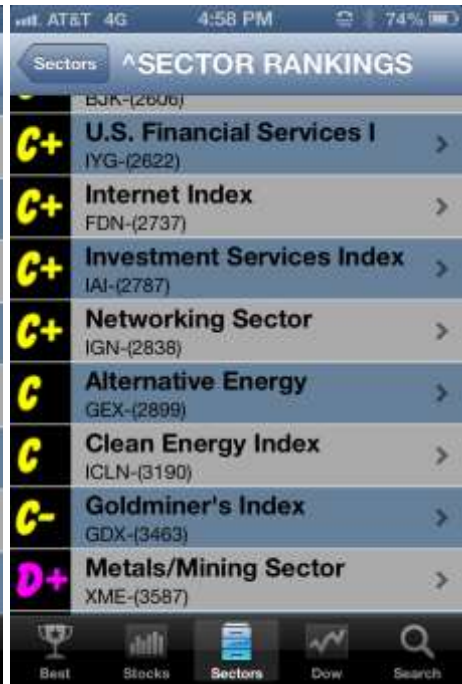 AT&T 4G 4:58 PM 74%
Sectors ^SECTOR RANKINGS
BJK-(2606)
C+ U.S. Financial Services I
IYG-(2622)
C+ Internet Index
FDN-(2737)
C+ Investment Services Index
IAI-(2787)
C+ Networking Sector
IGN-(2838)
C Alternative Energy
GEX-(2899)
C Clean Energy Index
ICLN-(3190)
C- Goldminer's Index
GDX-(3463)
D+ Metals/Mining Sector
XME-(3587)
Best Stocks Sectors Dow Search